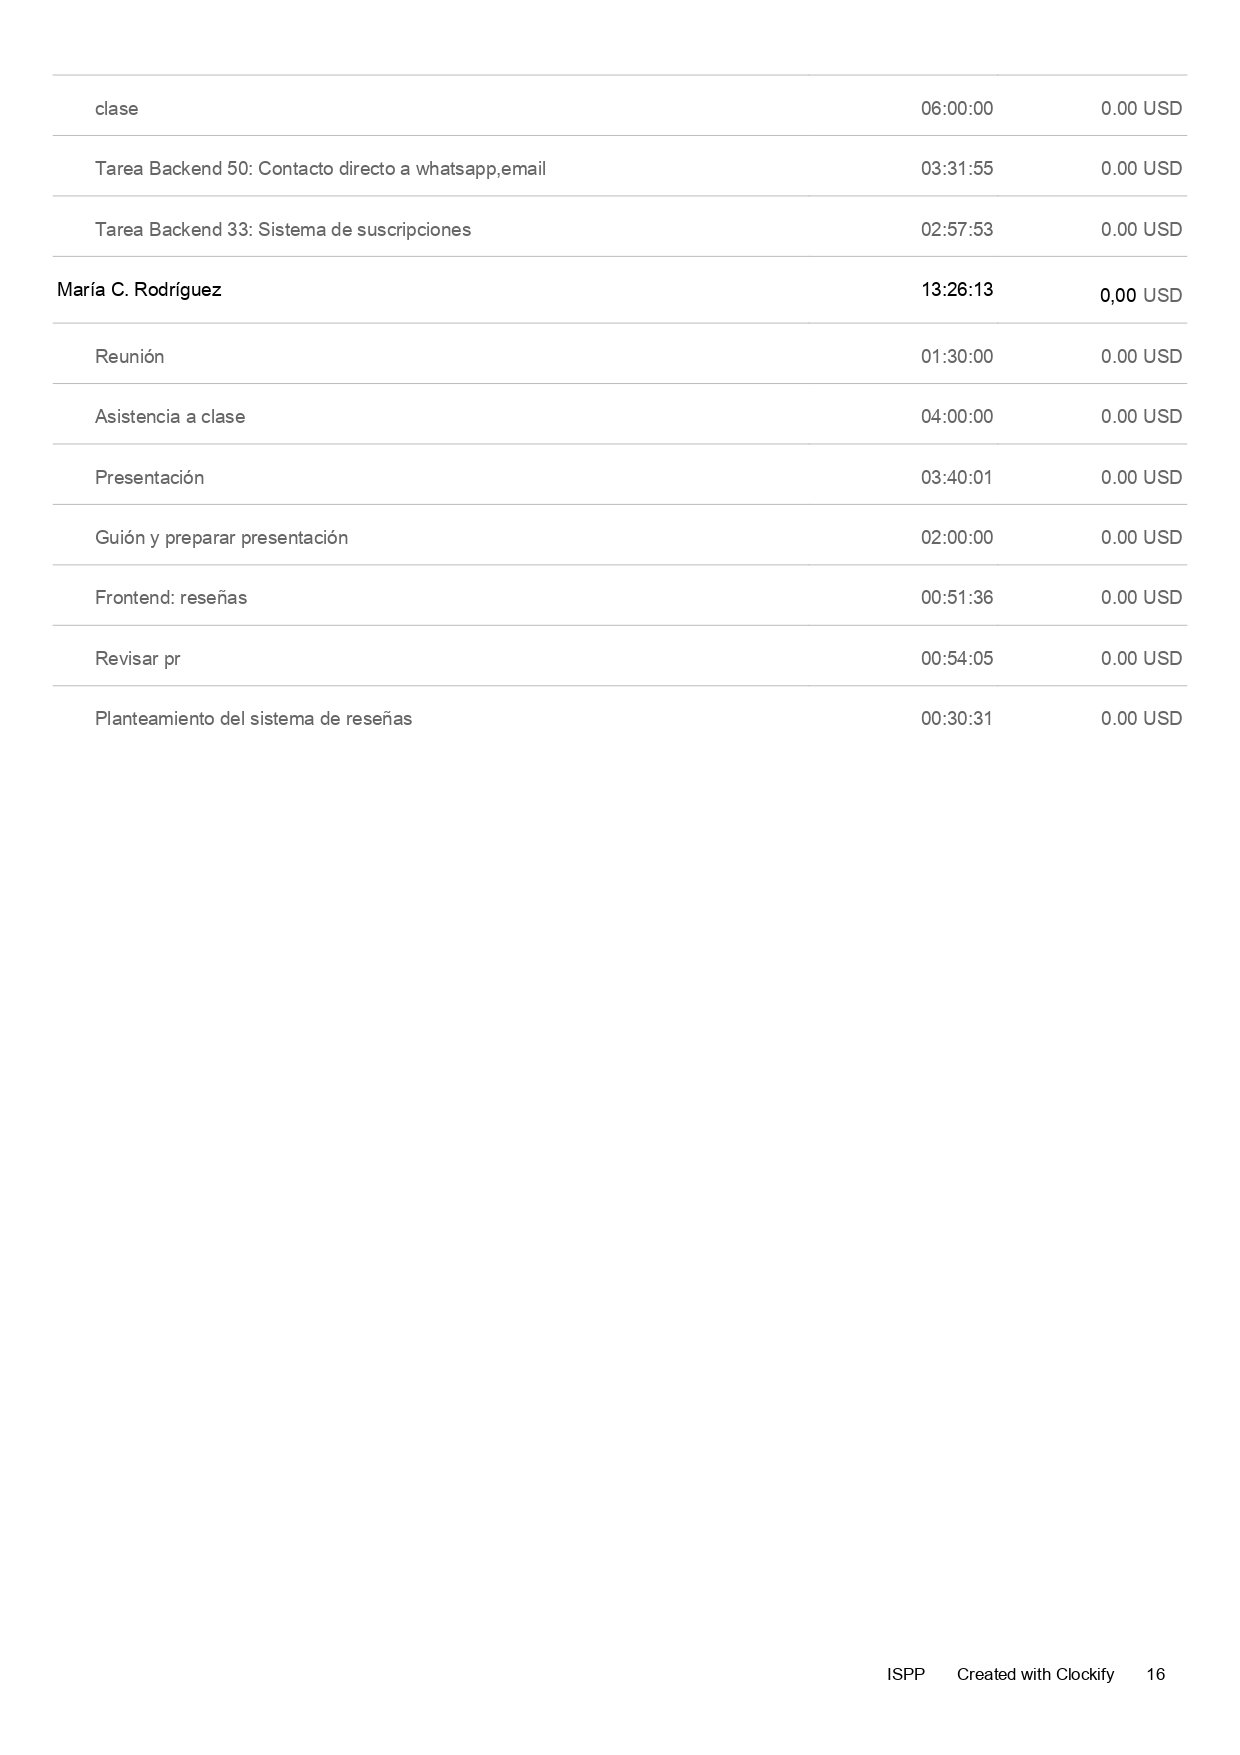 clase 06:00:00 0.00 USD
Tarea Backend 50: Contacto directo a whatsapp,email 03:31:55 0.00 USD
Tarea Backend 33: Sistema de suscripciones 02:57:53 0.00 USD
María C. Rodríguez 13:26:13 0,00 USD
Reunión 01:30:00 0.00 USD
Asistencia a clase 04:00:00 0.00 USD
Presentación 03:40:01 0.00 USD
Guión y preparar presentación 02:00:00 0.00 USD
Frontend: reseñas 00:51:36 0.00 USD
Revisar pr 00:54:05 0.00 USD
Planteamiento del sistema de reseñas 00:30:31 0.00 USD
ISPP Created with Clockify 16